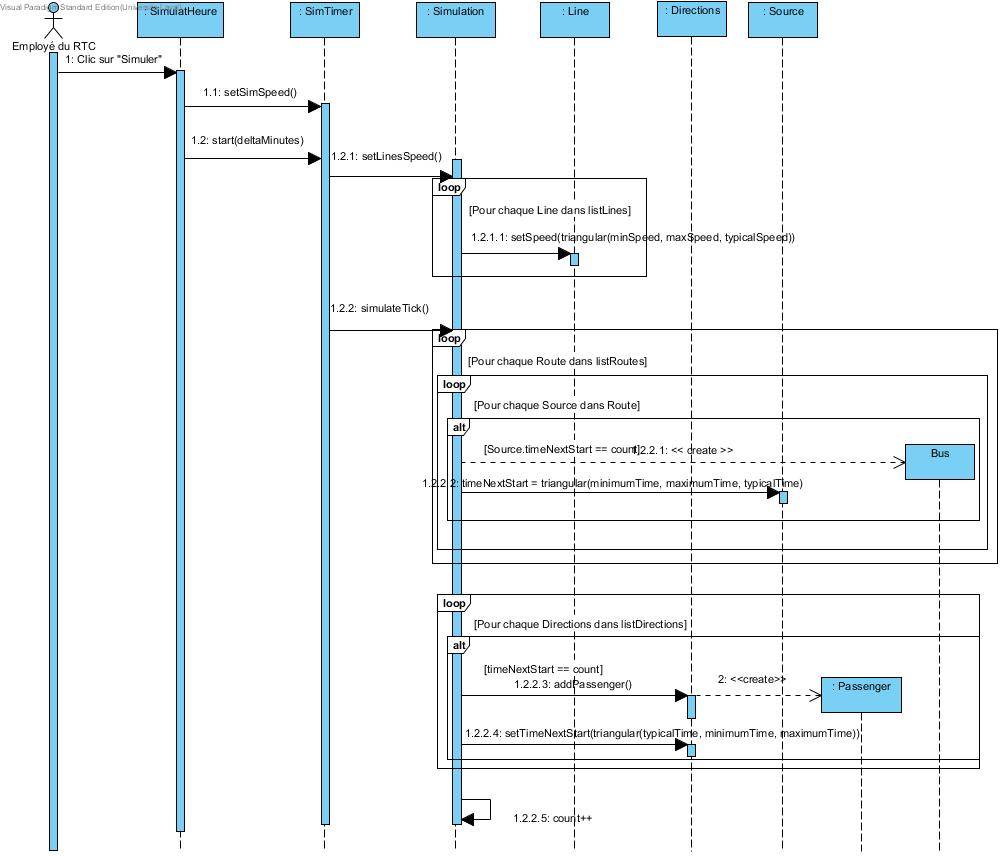 Visual Paradigm Standard Edition(Université Laval)
: SimulatHeure
: SimTimer
: Simulation
: Line
: Directions
: Source
Employé du RTC
1: Clic sur "Simuler"
1.1: setSimSpeed()
1.2: start(deltaMinutes)
1.2.1: setLinesSpeed()
loop
[Pour chaque Line dans listLines]
1.2.1.1: setSpeed(triangular(minSpeed, maxSpeed, typicalSpeed))
1.2.2: simulateTick()
loop
[Pour chaque Route dans listRoutes]
loop
[Pour chaque Source dans Route]
alt
[Source.timeNextStart == count]
1.2.2.1: << create >>
Bus
1.2.2.2: timeNextStart = triangular(minimumTime, maximumTime, typicalTime)
loop
[Pour chaque Directions dans listDirections]
alt
[timeNextStart == count]
1.2.2.3: addPassenger()
2: <<create>>
: Passenger
1.2.2.4: setTimeNextStart(triangular(typicalTime, minimumTime, maximumTime))
1.2.2.5: count++